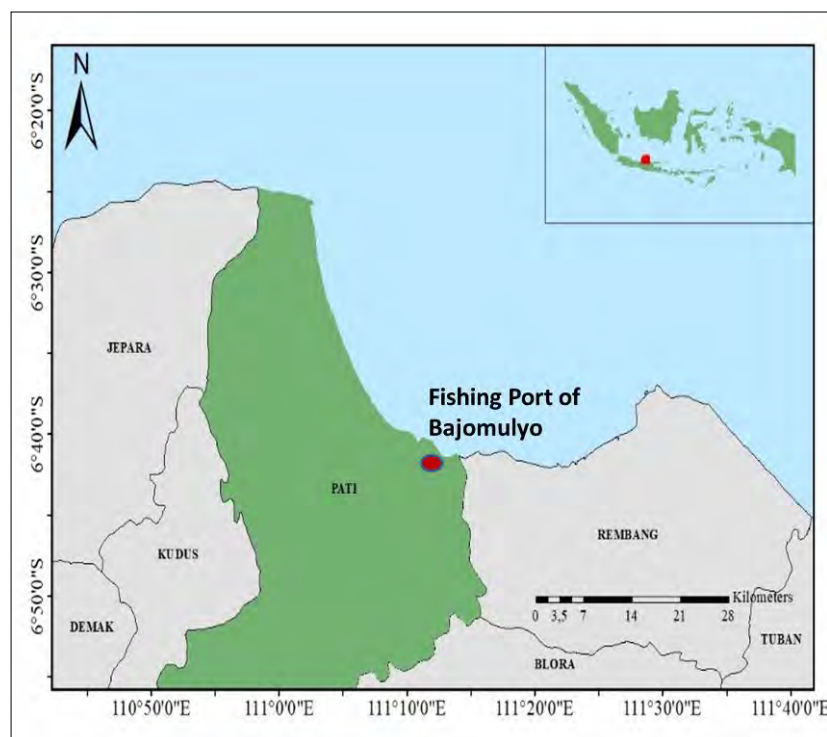 N
6°20'0"S
6°30'0"S
6°40'0"S
6°50'0"S
JEPARA
Fishing Port of
Bajomulyo
PATI
KUDUS
REMBANG
DEMAK
Kilometers
0 3,5 7 14 21 28
TUBAN
BLORA
110°50'0"E 111°0'0"E 111°10'0"E 111°20'0"E 111°30'0"E 111°40'0"E